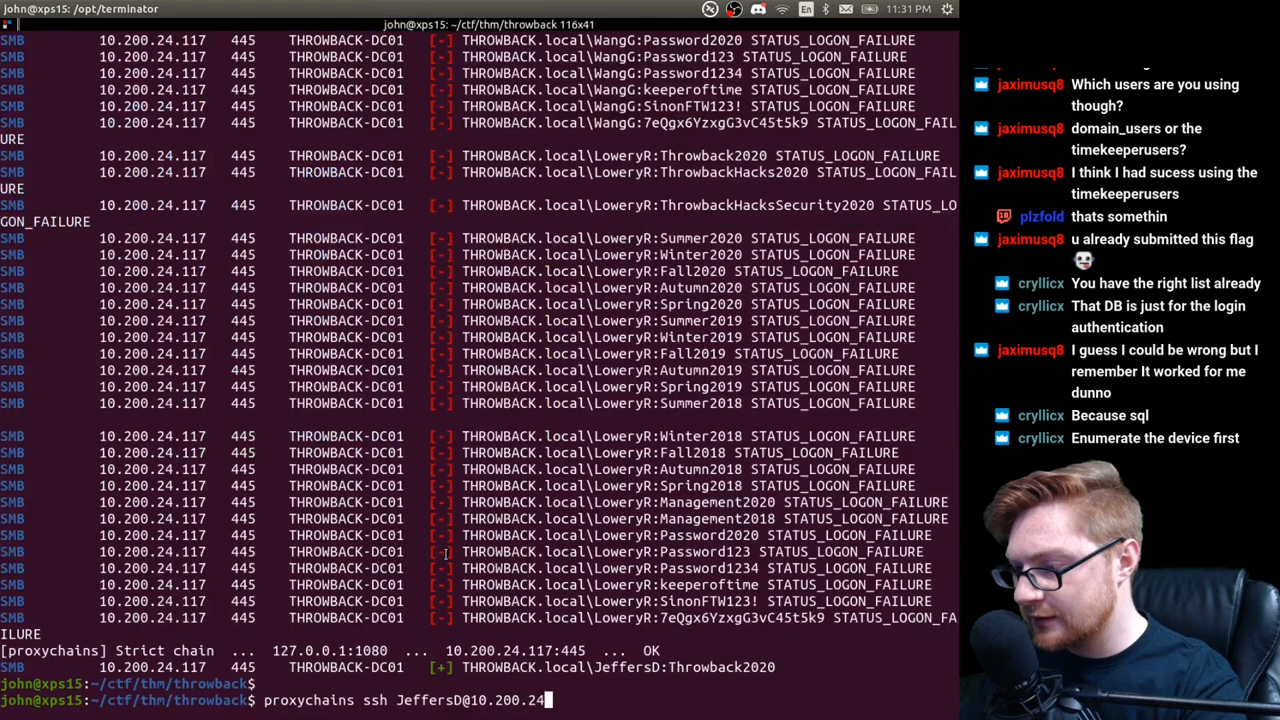 john@xps15: /opt/terminator
En
11:31 PM
john@xps15: ~/ctf/thm/throwback 116x41
SMB 10.200.24.117 445 THROWBACK-DC01 [-] THROWBACK.local\WangG:Password2020 STATUS_LOGON_FAILURE
SMB 10.200.24.117 445 THROWBACK-DC01 [-] THROWBACK.local\WangG:Password123 STATUS_LOGON_FAILURE
SMB 10.200.24.117 445 THROWBACK-DC01 [-] THROWBACK.local\WangG:Password1234 STATUS_LOGON_FAILURE
SMB 10.200.24.117 445 THROWBACK-DC01 [-] THROWBACK.local\WangG:keeperoftime STATUS_LOGON_FAILURE
SMB 10.200.24.117 445 THROWBACK-DC01 [-] THROWBACK.local\WangG:SinonFTW123! STATUS_LOGON_FAILURE
SMB 10.200.24.117 445 THROWBACK-DC01 [-] THROWBACK.local\WangG:7eQgx6YzxgG3vC45t5k9 STATUS_LOGON_FAIL
URE
SMB 10.200.24.117 445 THROWBACK-DC01 [-] THROWBACK.local\LoweryR:Throwback2020 STATUS_LOGON_FAILURE
SMB 10.200.24.117 445 THROWBACK-DC01 [-] THROWBACK.local\LoweryR:ThrowbackHacks2020 STATUS_LOGON_FAIL
URE
SMB 10.200.24.117 445 THROWBACK-DC01 [-] THROWBACK.local\LoweryR:ThrowbackHacksSecurity2020 STATUS_LO
GON_FAILURE
SMB 10.200.24.117 445 THROWBACK-DC01 [-] THROWBACK.local\LoweryR:Summer2020 STATUS_LOGON_FAILURE
SMB 10.200.24.117 445 THROWBACK-DC01 [-] THROWBACK.local\LoweryR:Winter2020 STATUS_LOGON_FAILURE
SMB 10.200.24.117 445 THROWBACK-DC01 [-] THROWBACK.local\LoweryR:Fall2020 STATUS_LOGON_FAILURE
SMB 10.200.24.117 445 THROWBACK-DC01 [-] THROWBACK.local\LoweryR:Autumn2020 STATUS_LOGON_FAILURE
SMB 10.200.24.117 445 THROWBACK-DC01 [-] THROWBACK.local\LoweryR:Spring2020 STATUS_LOGON_FAILURE
SMB 10.200.24.117 445 THROWBACK-DC01 [-] THROWBACK.local\LoweryR:Summer2019 STATUS_LOGON_FAILURE
SMB 10.200.24.117 445 THROWBACK-DC01 [-] THROWBACK.local\LoweryR:Winter2019 STATUS_LOGON_FAILURE
SMB 10.200.24.117 445 THROWBACK-DC01 [-] THROWBACK.local\LoweryR:Fall2019 STATUS_LOGON_FAILURE
SMB 10.200.24.117 445 THROWBACK-DC01 [-] THROWBACK.local\LoweryR:Autumn2019 STATUS_LOGON_FAILURE
SMB 10.200.24.117 445 THROWBACK-DC01 [-] THROWBACK.local\LoweryR:Spring2019 STATUS_LOGON_FAILURE
SMB 10.200.24.117 445 THROWBACK-DC01 [-] THROWBACK.local\LoweryR:Summer2018 STATUS_LOGON_FAILURE
SMB 10.200.24.117 445 THROWBACK-DC01 [-] THROWBACK.local\LoweryR:Winter2018 STATUS_LOGON_FAILURE
SMB 10.200.24.117 445 THROWBACK-DC01 [-] THROWBACK.local\LoweryR:Fall2018 STATUS_LOGON_FAILURE
SMB 10.200.24.117 445 THROWBACK-DC01 [-] THROWBACK.local\LoweryR:Autumn2018 STATUS_LOGON_FAILURE
SMB 10.200.24.117 445 THROWBACK-DC01 [-] THROWBACK.local\LoweryR:Spring2018 STATUS_LOGON_FAILURE
SMB 10.200.24.117 445 THROWBACK-DC01 [-] THROWBACK.local\LoweryR:Management2020 STATUS_LOGON_FAILURE
SMB 10.200.24.117 445 THROWBACK-DC01 [-] THROWBACK.local\LoweryR:Management2018 STATUS_LOGON_FAILURE
SMB 10.200.24.117 445 THROWBACK-DC01 [-] THROWBACK.local\LoweryR:Password2020 STATUS_LOGON_FAILURE
SMB 10.200.24.117 445 THROWBACK-DC01 [-] THROWBACK.local\LoweryR:Password123 STATUS_LOGON_FAILURE
SMB 10.200.24.117 445 THROWBACK-DC01 [-] THROWBACK.local\LoweryR:Password1234 STATUS_LOGON_FAILURE
SMB 10.200.24.117 445 THROWBACK-DC01 [-] THROWBACK.local\LoweryR:keeperoftime STATUS_LOGON_FAILURE
SMB 10.200.24.117 445 THROWBACK-DC01 [-] THROWBACK.local\LoweryR:SinonFTW123! STATUS_LOGON_FAILURE
SMB 10.200.24.117 445 THROWBACK-DC01 [-] THROWBACK.local\LoweryR:7eQgx6YzxgG3vC45t5k9 STATUS_LOGON_FA
ILURE
[proxychains] Strict chain ... 127.0.0.1:1080 ... 10.200.24.117:445 ... OK
SMB 10.200.24.117 445 THROWBACK-DC01 [+] THROWBACK.local\JeffersD:Throwback2020
john@xps15:~/ctf/thm/throwback$
john@xps15:~/ctf/thm/throwback$ proxychains ssh JeffersD@10.200.24
jaximusq8 Which users are you using
though?
jaximusq8 domain_users or the
timekeeperusers?
jaximusq8 I think I had sucess using the
timekeeperusers
plzfold thats somethin
jaximusq8 u already submitted this flag
cryllicx You have the right list already
cryllicx That DB is just for the login
authentication
jaximusq8 I guess I could be wrong but I
remember It worked for me
dunno
cryllicx Because sql
cryllicx Enumerate the device first